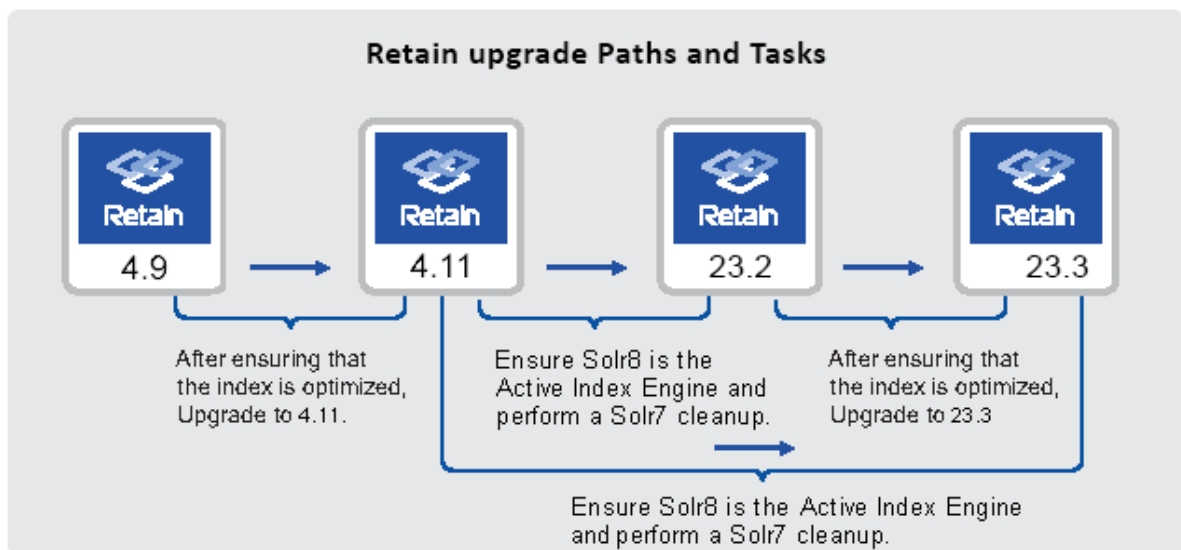 Retain upgrade Paths and Tasks
Retain
Retain
Retain
Retain
4.9
4.11
23.2
23.3
After ensuring that
the index is optimized,
Upgrade to 4.11.
Ensure Solr8 is the
Active Index Engine and
perform a Solr7 cleanup.
After ensuring that
the index is optimized,
Upgrade to 23.3
Ensure Solr8 is the Active Index Engine
and perform a Solr7 cleanup.